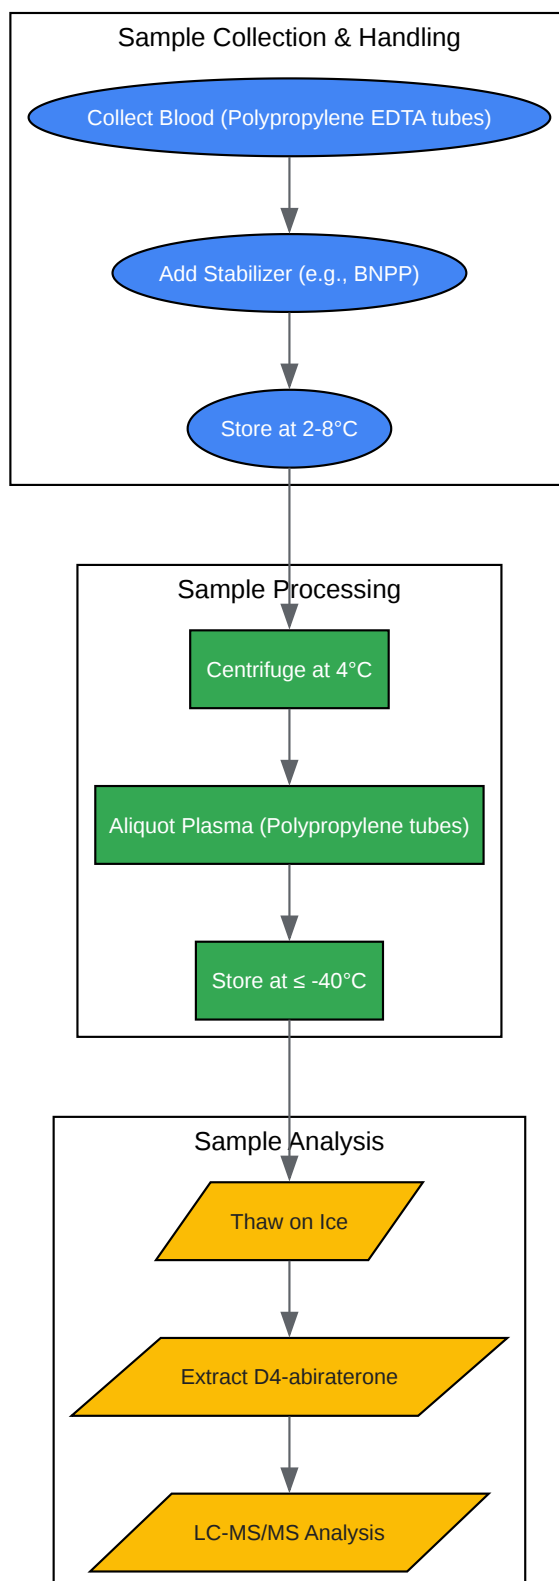 Sample Collection & Handling
Collect Blood (Polypropylene EDTA tubes)
Add Stabilizer (e.g., BNPP)
Store at 2-8°C
Sample Processing
Centrifuge at 4°C
Aliquot Plasma (Polypropylene tubes)
Store at ≤ -40°C
Sample Analysis
Thaw on Ice
Extract D4-abiraterone
LC-MS/MS Analysis